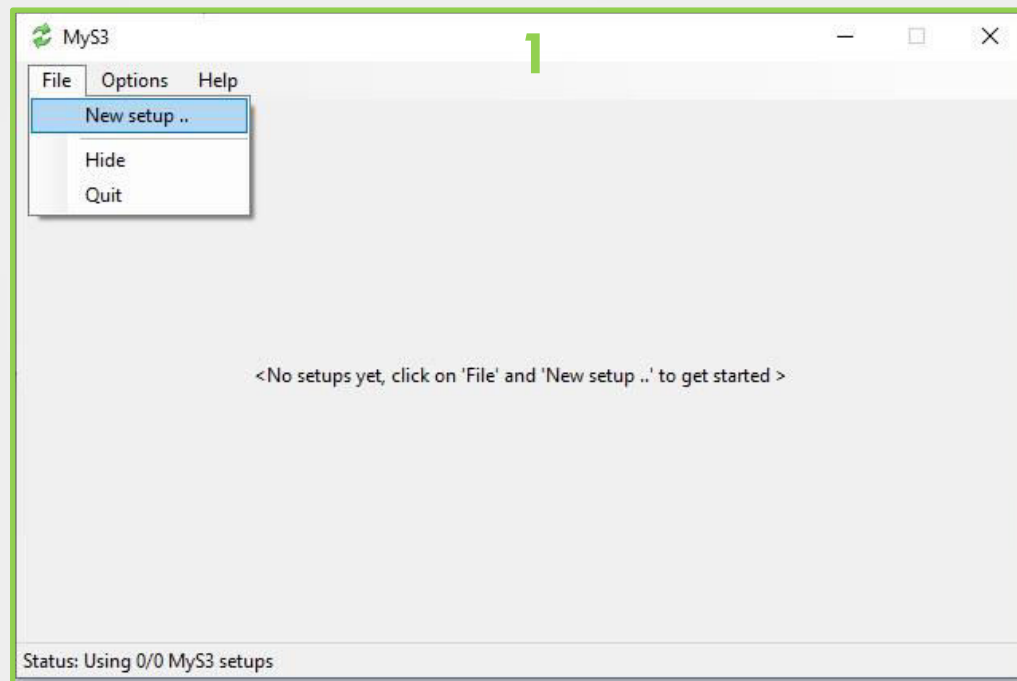 MyS3
1
File Options Help
New setup ..
Hide
Quit
<No setups yet, click on 'File' and 'New setup ..' to get started >
Status: Using 0/0 MyS3 setups